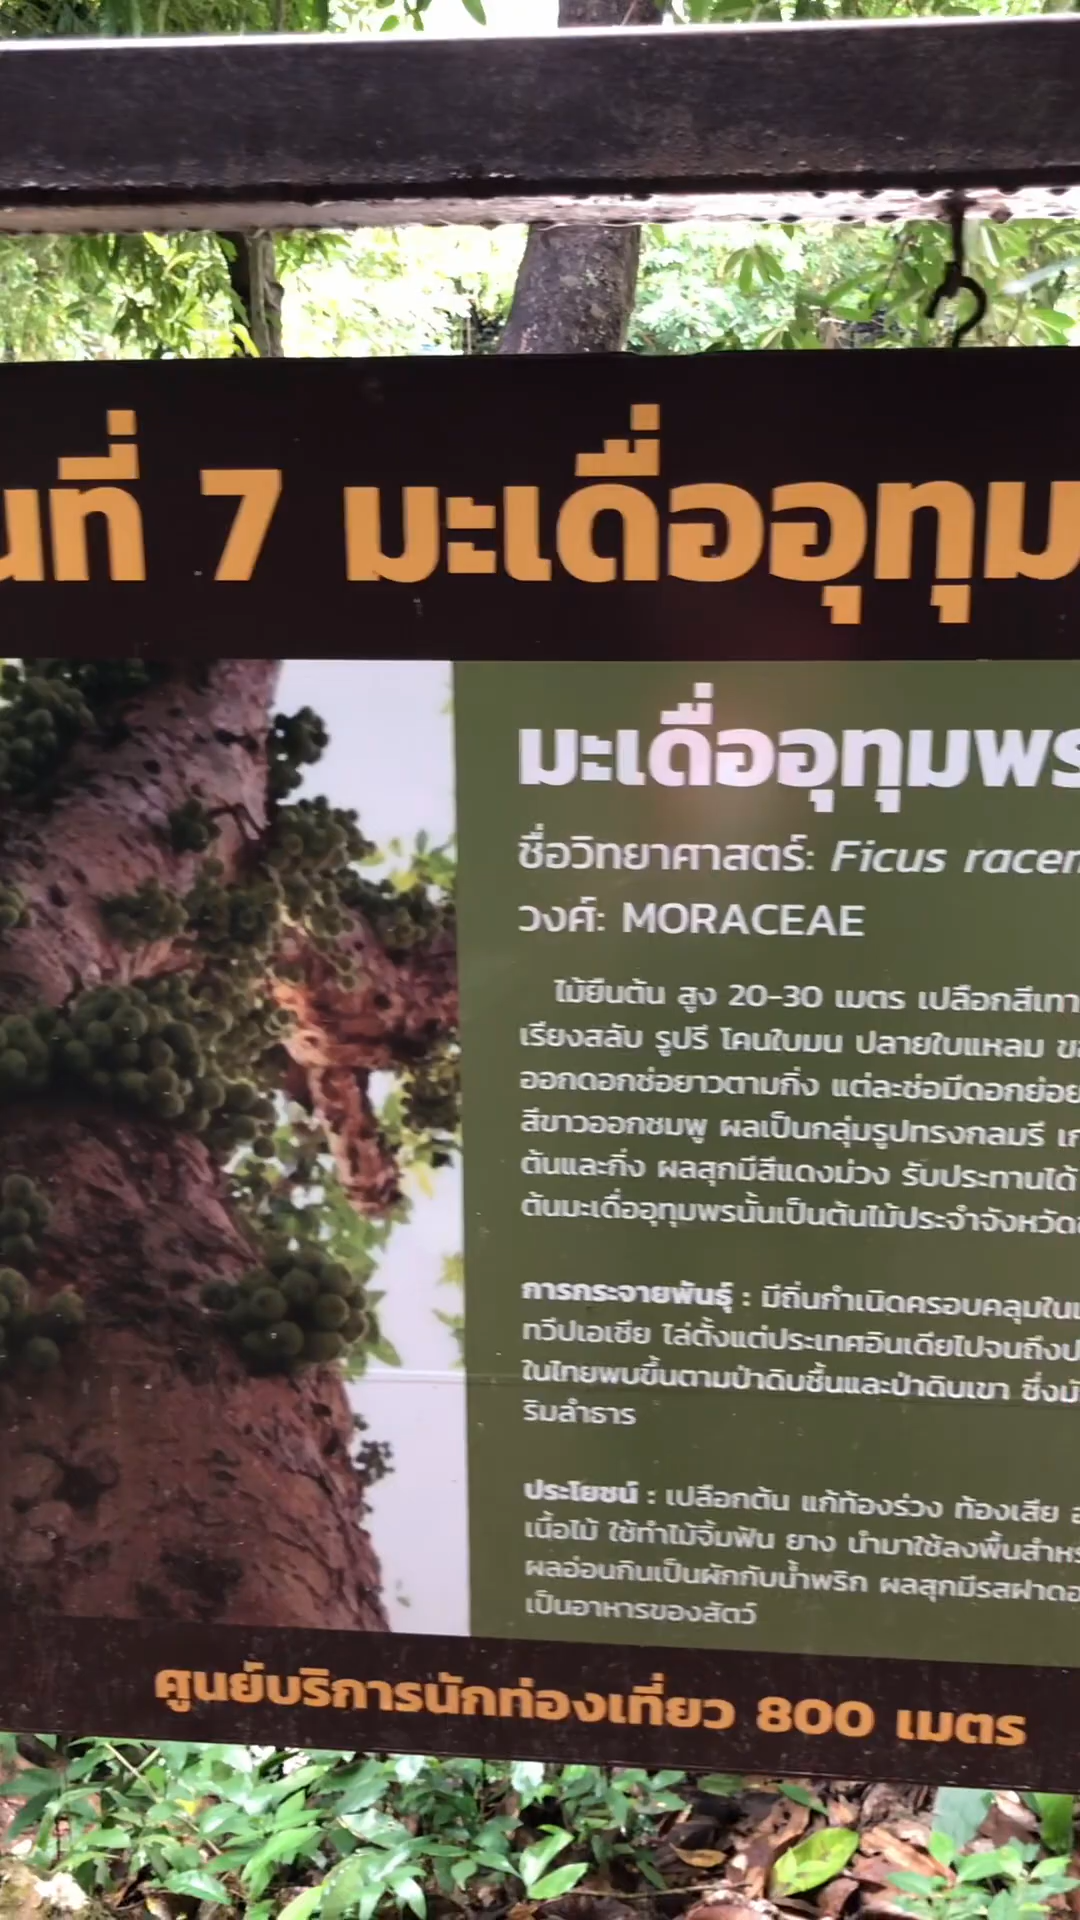 นที่ 7 มะเดื่ออุทุม
มะเดื่ออุทุมพร
ชื่อวิทยาศาสตร์: Ficus racem
วงศ์: MORACEAE
ไม้ยืนต้น สูง 20-30 เมตร เปลือกสีเทา
เรียงสลับ รูปรี โคนใบมน ปลายใบแหลม ขอ
ออกดอกช่อยาวตามกิ่ง แต่ละช่อมีดอกย่อย
สีขาวออกชมพู ผลเป็นกลุ่มรูปทรงกลมรี เก
ต้นและกิ่ง ผลสุกมีสีแดงม่วง รับประทานได้
ต้นมะเดื่ออุทุมพรนั้นเป็นต้นไม้ประจำจังหวัด
การกระจายพันธุ์ : มีถิ่นกำเนิดครอบคลุมใน
ทวีปเอเชีย ไล่ตั้งแต่ประเทศอินเดียไปจนถึงป
ในไทยพบขึ้นตามป่าดิบชื้นและป่าดิบเขา ซึ่งมั
ริมลำธาร
ประโยชน์ : เปลือกต้น แก้ท้องร่วง ท้องเสีย
เนื้อไม้ ใช้ทำไม้จิ้มฟัน ยาง นำมาใช้ลงพื้นสำหร
ผลอ่อนกินเป็นผักกับน้ำพริก ผลสุกมีรสฝาดอ
เป็นอาหารของสัตว์
ศูนย์บริการนักท่องเที่ยว 800 เมตร